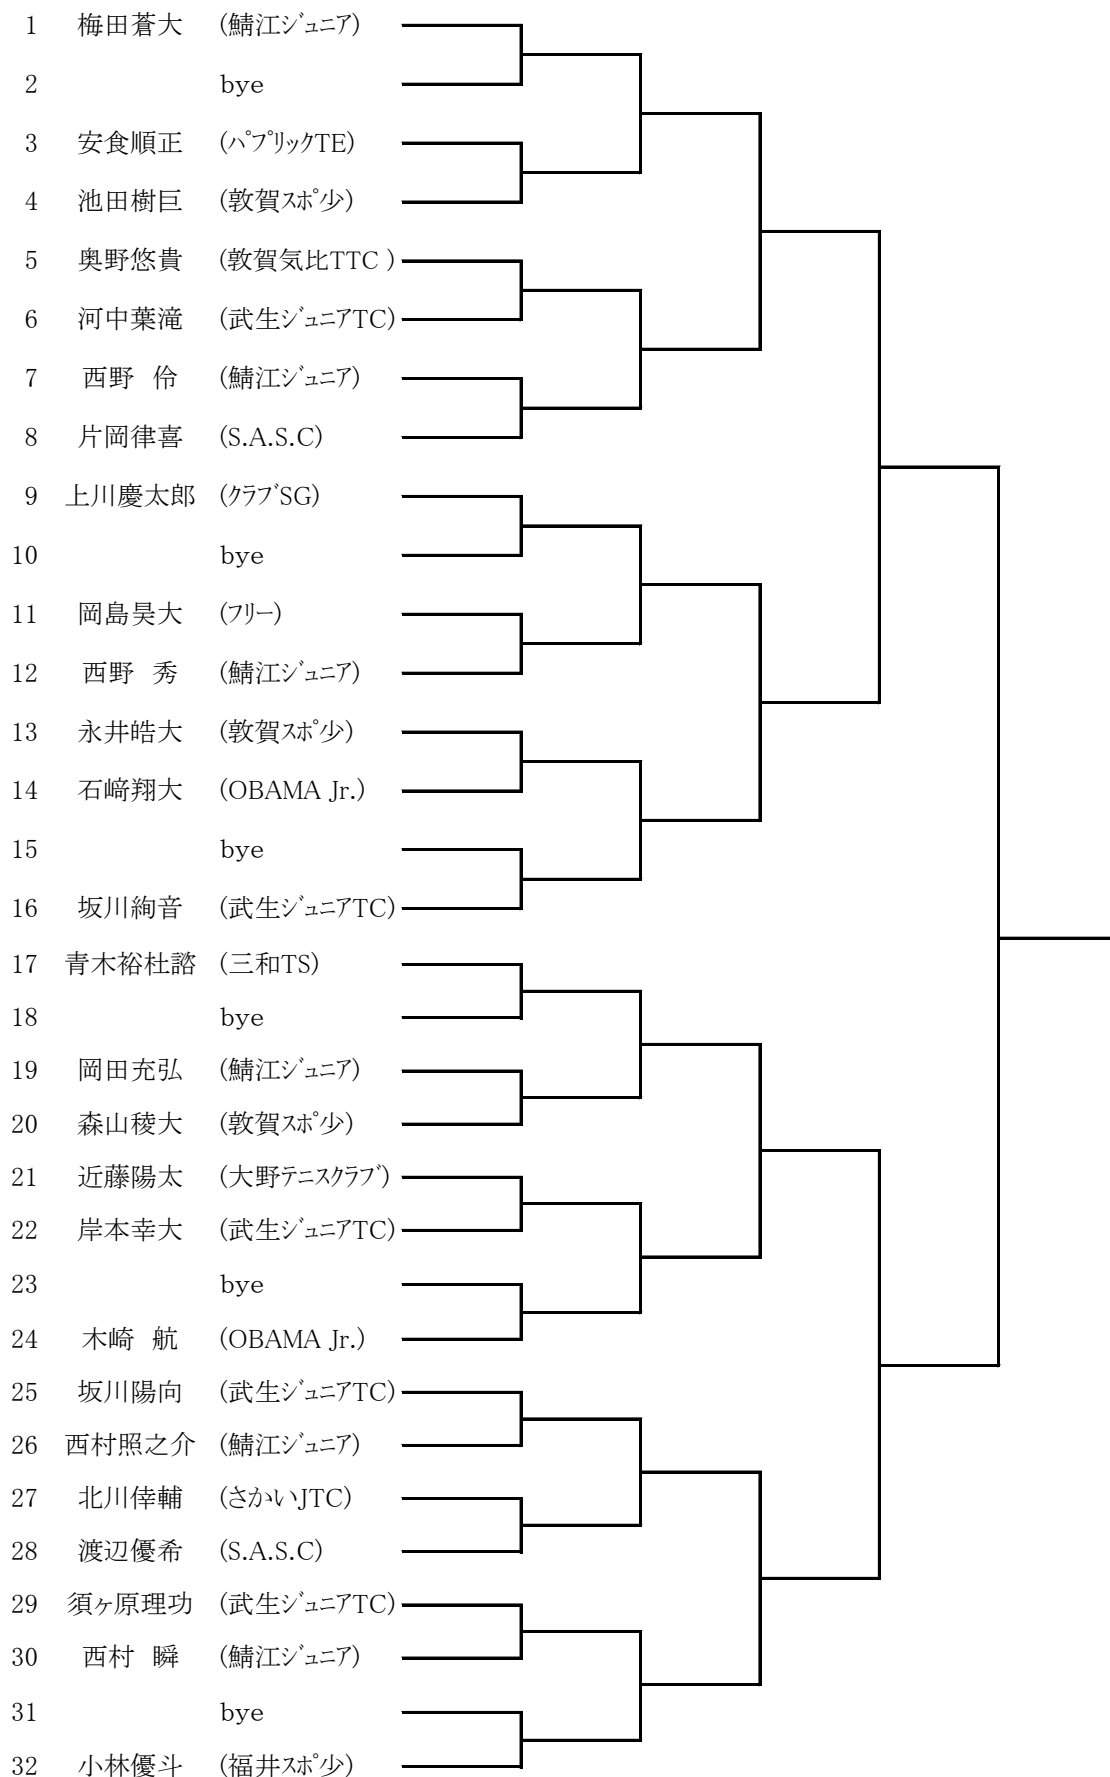 1 梅田蒼大 (鯖江ｼﾞｭﾆｱ)
2 bye
3 安食順正 (ﾊﾟﾌﾞﾘｯｸTE)
4 池田樹巨 (敦賀ｽﾎﾟ少)
5 奥野悠貴 (敦賀気比TTC )
6 河中葉滝 (武生ｼﾞｭﾆｱTC)
7 西野 伶 (鯖江ｼﾞｭﾆｱ)
8 片岡律喜 (S.A.S.C)
9 上川慶太郎 (ｸﾗﾌﾞSG)
10 bye
11 岡島昊大 (ﾌﾘｰ)
12 西野 秀 (鯖江ｼﾞｭﾆｱ)
13 永井皓大 (敦賀ｽﾎﾟ少)
14 石﨑翔大 (OBAMA Jr.)
15 bye
16 坂川絢音 (武生ｼﾞｭﾆｱTC)
17 青木裕杜諮 (三和TS)
18 bye
19 岡田充弘 (鯖江ｼﾞｭﾆｱ)
20 森山稜大 (敦賀ｽﾎﾟ少)
21 近藤陽太 (大野ﾃﾆｽｸﾗﾌﾞ)
22 岸本幸大 (武生ｼﾞｭﾆｱTC)
23 bye
24 木崎 航 (OBAMA Jr.)
25 坂川陽向 (武生ｼﾞｭﾆｱTC)
26 西村照之介 (鯖江ｼﾞｭﾆｱ)
27 北川倖輔 (さかいJTC)
28 渡辺優希 (S.A.S.C)
29 須ヶ原理功 (武生ｼﾞｭﾆｱTC)
30 西村 瞬 (鯖江ｼﾞｭﾆｱ)
31 bye
32 小林優斗 (福井ｽﾎﾟ少)